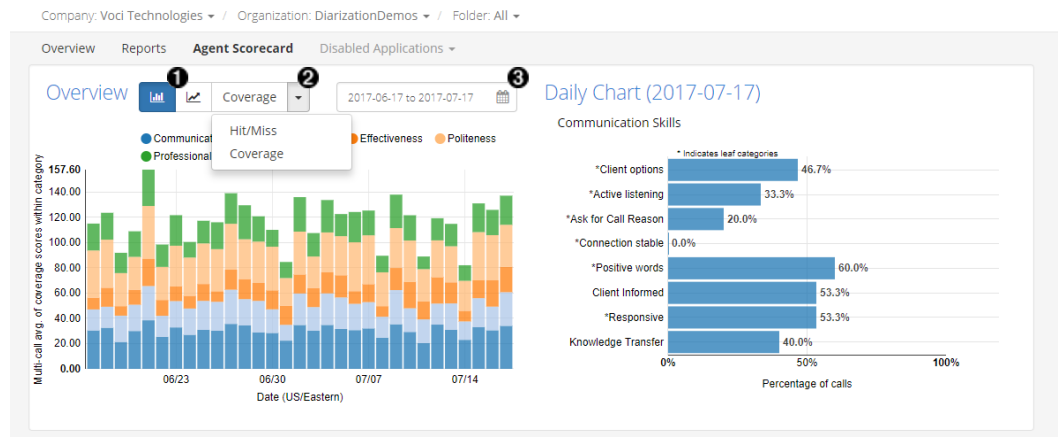 Company: Voci Technologies / Organization: DiarizationDemos / Folder: All
Overview Reports Agent Scorecard Disabled Applications
Overview
1
Coverage
2
2017-06-17 to 2017-07-17
3
Hit/Miss
Coverage
Communicat Effectiveness Politeness
Professional
Multi-call avg. of coverage scores within category
157.60
140.00
120.00
100.00
80.00
60.00
40.00
20.00
0.00
06/23 06/30 07/07 07/14
Date (US/Eastern)
Daily Chart (2017-07-17)
Communication Skills
* Indicates leaf categories
*Client options 46.7%
*Active listening 33.3%
*Ask for Call Reason 20.0%
*Connection stable 0.0%
*Positive words 60.0%
Client Informed 53.3%
*Responsive 53.3%
Knowledge Transfer 40.0%
0% 50% 100%
Percentage of calls